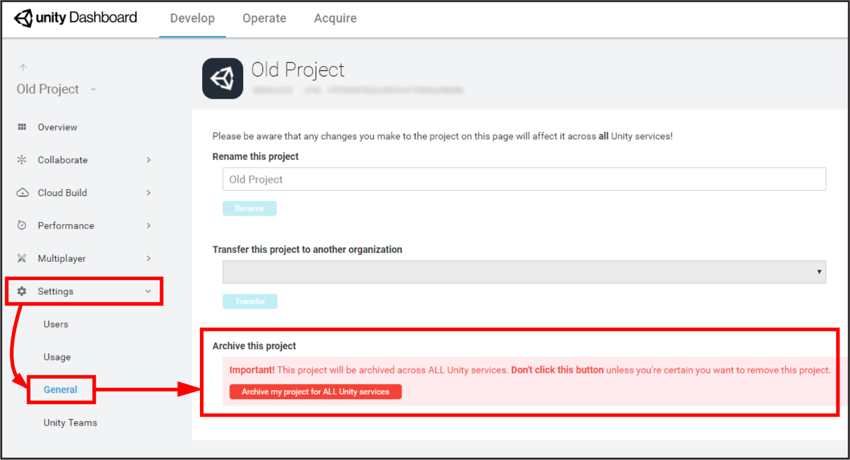 unity Dashboard
Develop Operate Acquire
Old Project
Overview
Collaborate
Cloud Build
Performance
Multiplayer
Settings
Users
Usage
General
Unity Teams
Old Project
Please be aware that any changes you make to the project on this page will affect it across all Unity services!
Rename this project
Old Project
Rename
Transfer this project to another organization
Transfer
Archive this project
Important! This project will be archived across ALL Unity services. Don't click this button unless you're certain you want to remove this project.
Archive my project for ALL Unity services